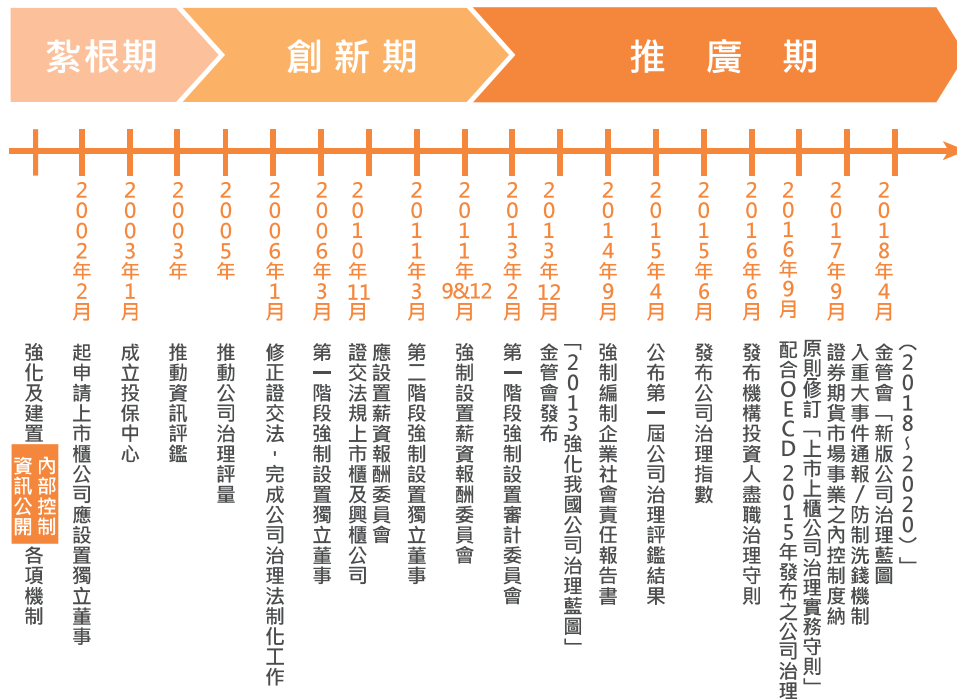 紮根期
創新期
推廣期
強化及建置
內部控制
資訊公開
各項機制
2002年2月
起申請上市櫃公司應設置獨立董事
2003年1月
成立投保中心
2003年
推動資訊評鑑
2005年
推動公司治理評量
2006年1月
修正證交法，完成公司治理法制化工作
2006年3月
第一階段強制設置獨立董事
2010年11月
應設置薪資報酬委員會
證交法規上市櫃及興櫃公司
2011年3月
第二階段強制設置獨立董事
2011年9&12月
強制設置薪資報酬委員會
2013年2月
第一階段強制設置審計委員會
2013年12月
「2013強化我國公司治理藍圖」
金管會發布
2014年9月
強制編制企業社會責任報告書
2015年4月
公布第一屆公司治理評鑑結果
2015年6月
發布公司治理指數
2016年6月
發布機構投資人盡職治理守則
2016年9月
原則修訂「上市上櫃公司治理實務守則」
配合OECD 2015年發布之公司治理
2017年9月
入重大事件通報/防制洗錢機制
證券期貨市場事業之內控制度納
2018年4月
（2018~2020）」
金管會「新版公司治理藍圖